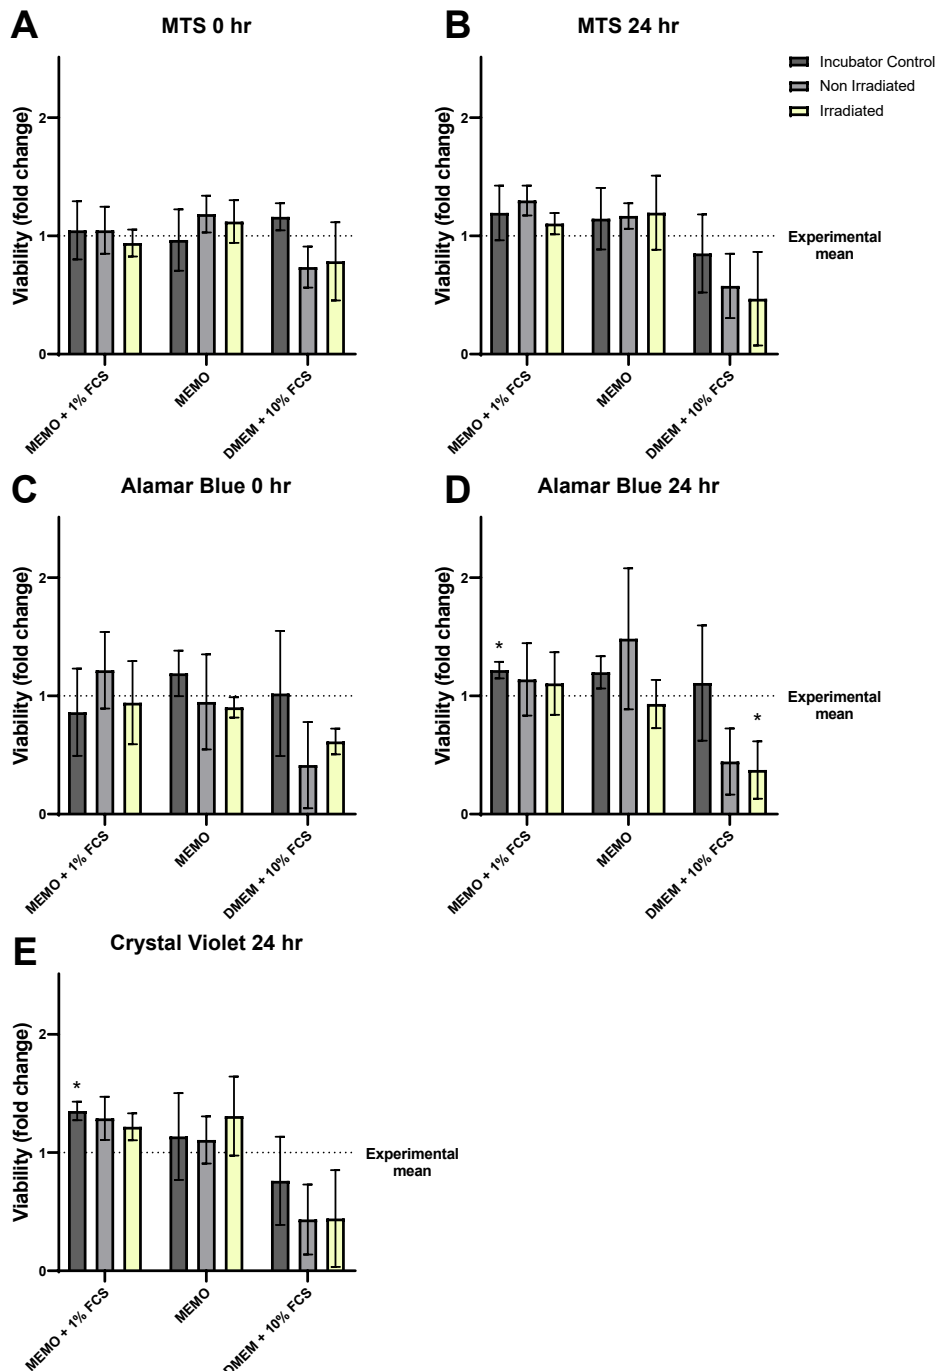 A
MTS 0 hr
Viability (fold change)
2
1
0
MEMO + 1% FCS
MEMO
DMEM + 10% FCS
B
MTS 24 hr
Viability (fold change)
2
1
0
MEMO + 1% FCS
MEMO
DMEM + 10% FCS
Incubator Control
Non Irradiated
Irradiated
Experimental
mean
C
Alamar Blue 0 hr
Viability (fold change)
2
1
0
MEMO + 1% FCS
MEMO
DMEM + 10% FCS
D
Alamar Blue 24 hr
Viability (fold change)
2
1
0
*
*
MEMO + 1% FCS
MEMO
DMEM + 10% FCS
Experimental
mean
E
Crystal Violet 24 hr
Viability (fold change)
2
1
0
*
MEMO + 1% FCS
MEMO
DMEM + 10% FCS
Experimental
mean